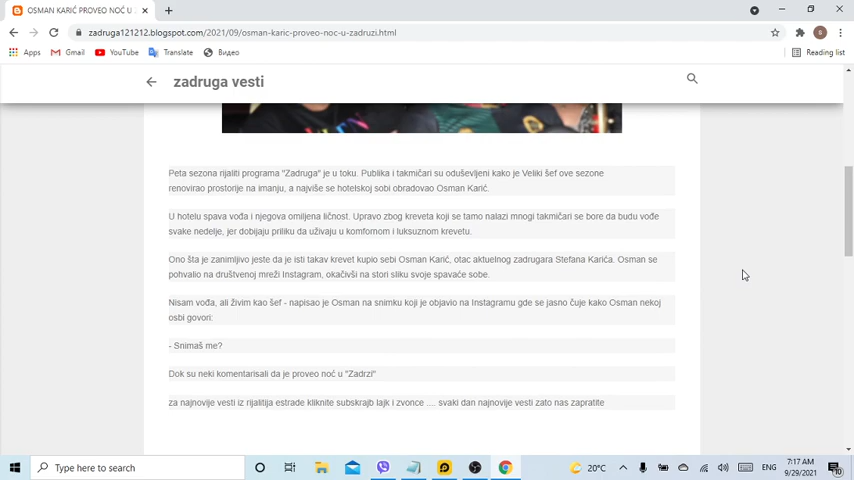 OSMAN KARIĆ PROVEO NOĆ U
zadruga121212.blogspot.com/2021/09/osman-karic-proveo-noc-u-zadruzi.html
B
Apps Gmail YouTube Translate Видео Reading list
zadruga vesti
Peta sezona rijaliti programa "Zadruga" je u toku. Publika i takmičari su oduševljeni kako je Veliki šef ove sezone
renovirao prostorije na imanju, a najviše se hotelskoj sobi obradovao Osman Karić.
U hotelu spava vođa i njegova omiljena ličnost. Upravo zbog kreveta koji se tamo nalazi mnogi takmičari se bore da budu vođe
svake nedelje, jer dobijaju priliku da uživaju u komfornom i luksuznom krevetu.
Ono šta je zanimljivo jeste da je isti takav krevet kupio sebi Osman Karić, otac aktuelnog zadrugara Stefana Karića. Osman se
pohvalio na društvenoj mreži Instagram, okačivši na stori sliku svoje spavaće sobe.
Nisam vođa, ali živim kao šef - napisao je Osman na snimku koji je objavio na Instagramu gde se jasno čuje kako Osman nekoj
osbi govori:
- Snimaš me?
Dok su neki komentarisali da je proveo noć u "Zadrzi"
za najnovije vesti iz rijalitija estrade kliknite subskrajb lajk i zvonce .... svaki dan najnovije vesti zato nas zapratite
Type here to search
20°C
ENG
7:17 AM
9/29/2021
10